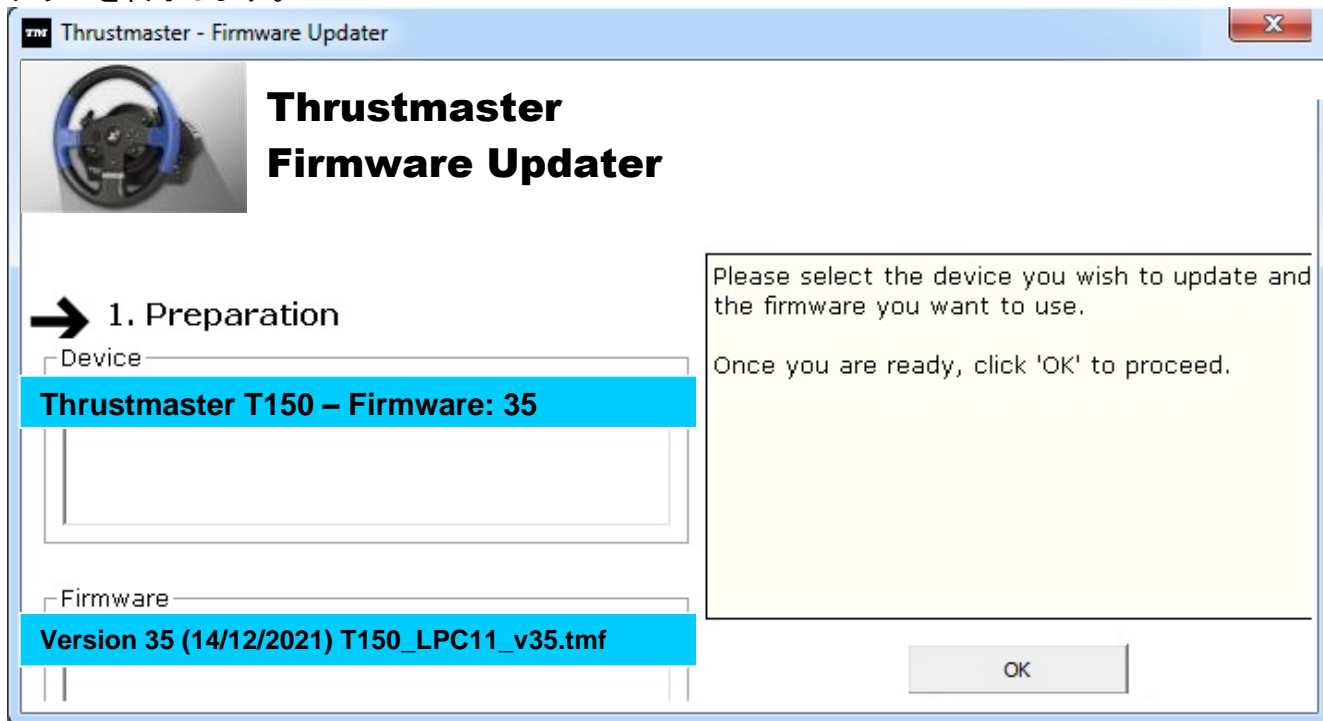 Thrustmaster - Firmware Updater
Thrustmaster
Firmware Updater
1. Preparation
Device
Thrustmaster T150 – Firmware: 35
Please select the device you wish to update and
the firmware you want to use.
Once you are ready, click 'OK' to proceed.
Firmware
Version 35 (14/12/2021) T150_LPC11_v35.tmf
OK